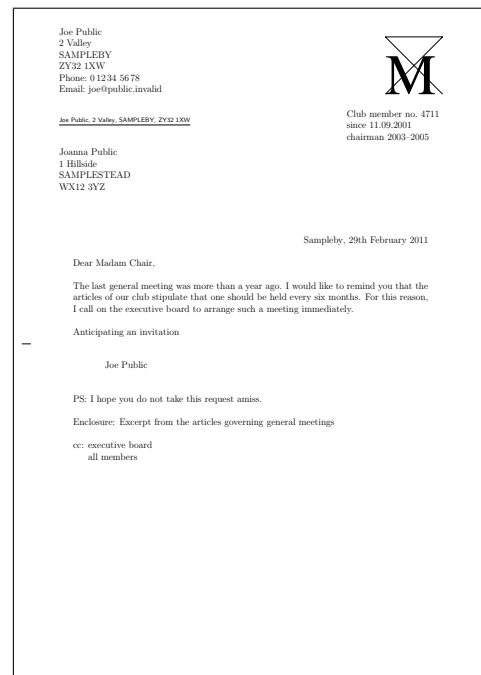 Joe Public
2 Valley
SAMPLEBY
ZY32 1XW
Phone: 01234 5678
Email: joe@public.invalid
M
Club member no. 4711
since 11.09.2001
chairman 2003–2005
Joe Public, 2 Valley, SAMPLEBY, ZY32 1XW
Joanna Public
1 Hillside
SAMPLESTEAD
WX12 3YZ
Sampleby, 29th February 2011
Dear Madam Chair,
The last general meeting was more than a year ago. I would like to remind you that the
articles of our club stipulate that one should be held every six months. For this reason,
I call on the executive board to arrange such a meeting immediately.
Anticipating an invitation
Joe Public
PS: I hope you do not take this request amiss.
Enclosure: Excerpt from the articles governing general meetings
cc: executive board
all members